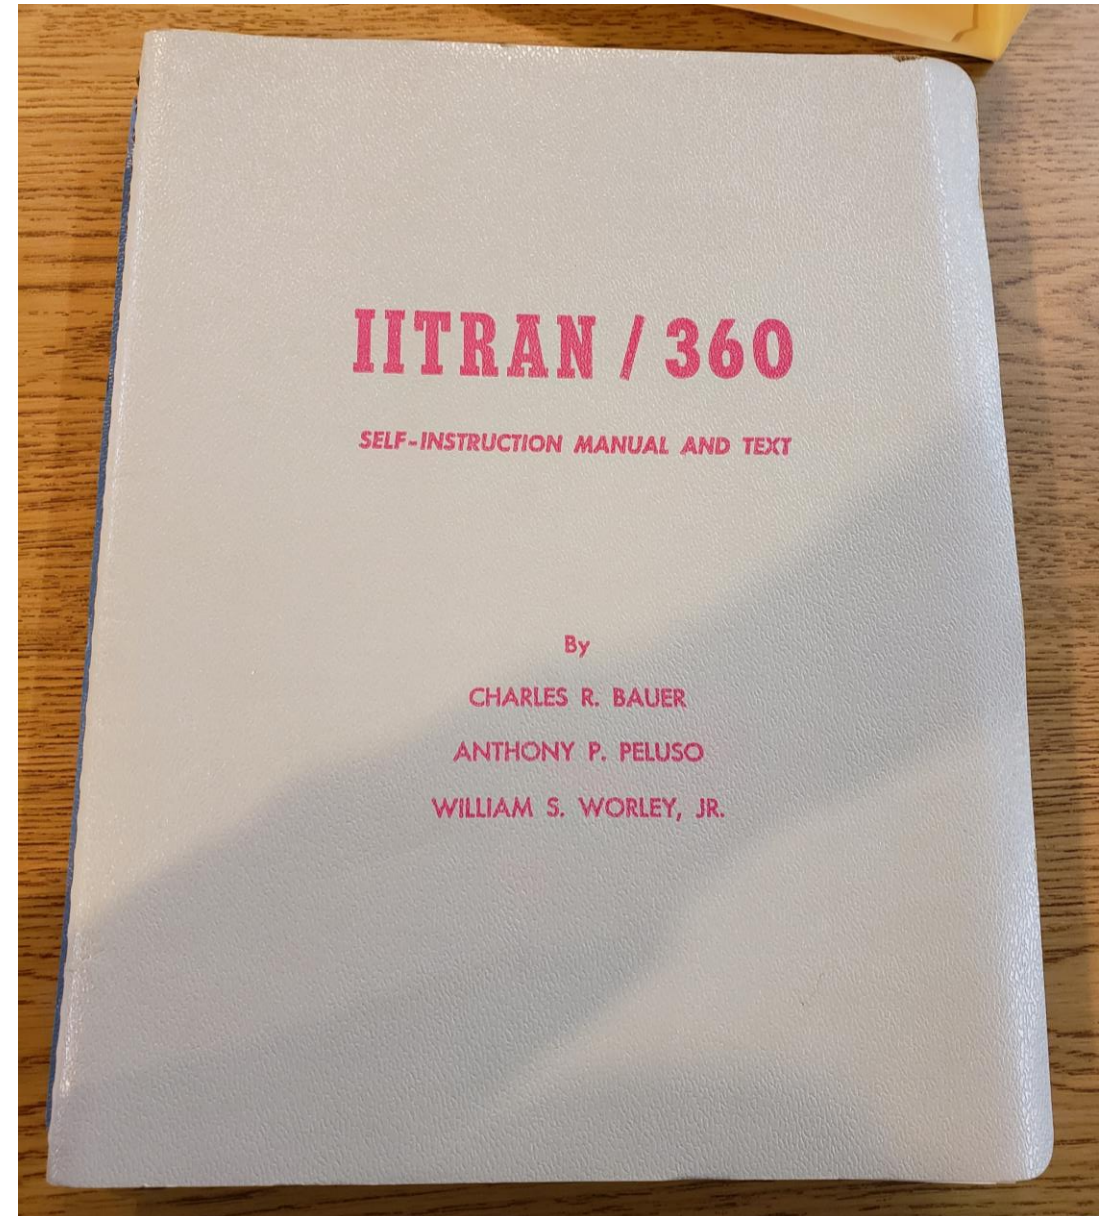 IITRAN / 360
SELF-INSTRUCTION MANUAL AND TEXT
By
CHARLES R. BAUER
ANTHONY P. PELUSO
WILLIAM S. WORLEY, JR.